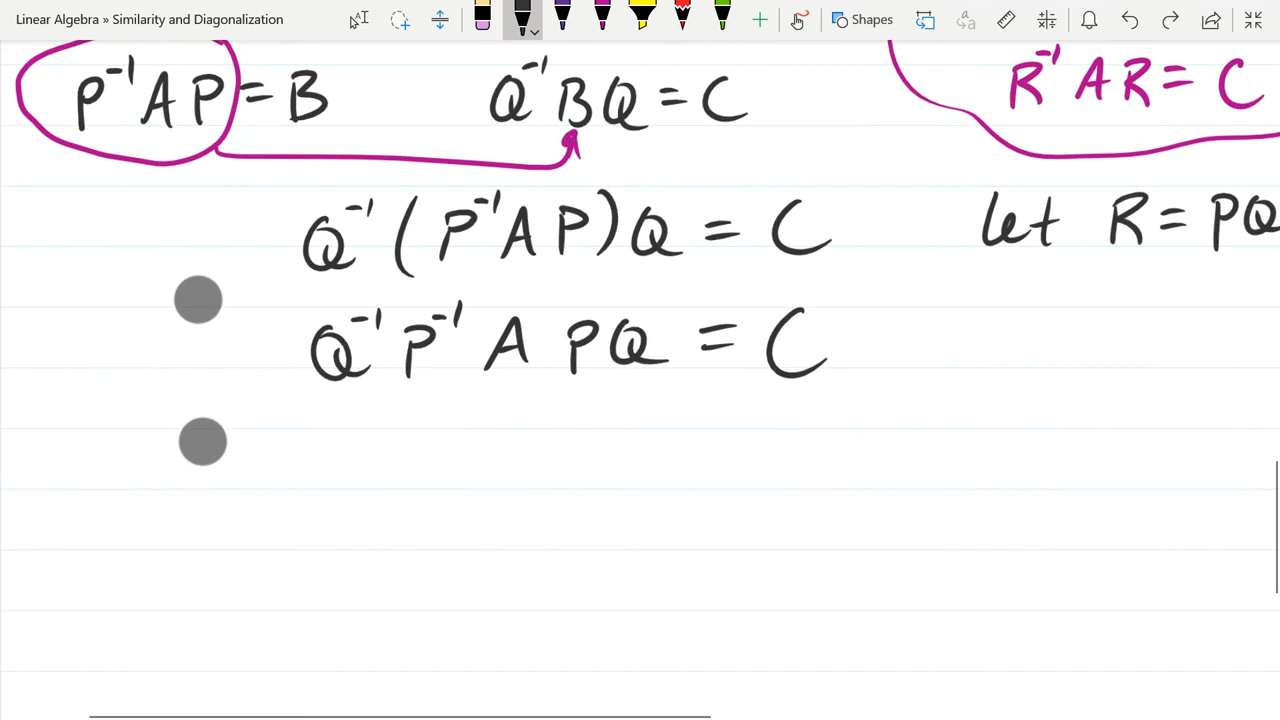 Linear Algebra » Similarity and Diagonalization
Shapes
P⁻¹AP = B
Q⁻¹BQ = C
R⁻¹AR = C
Q⁻¹(P⁻¹AP)Q = C
let R = PQ
Q⁻¹P⁻¹APQ = C